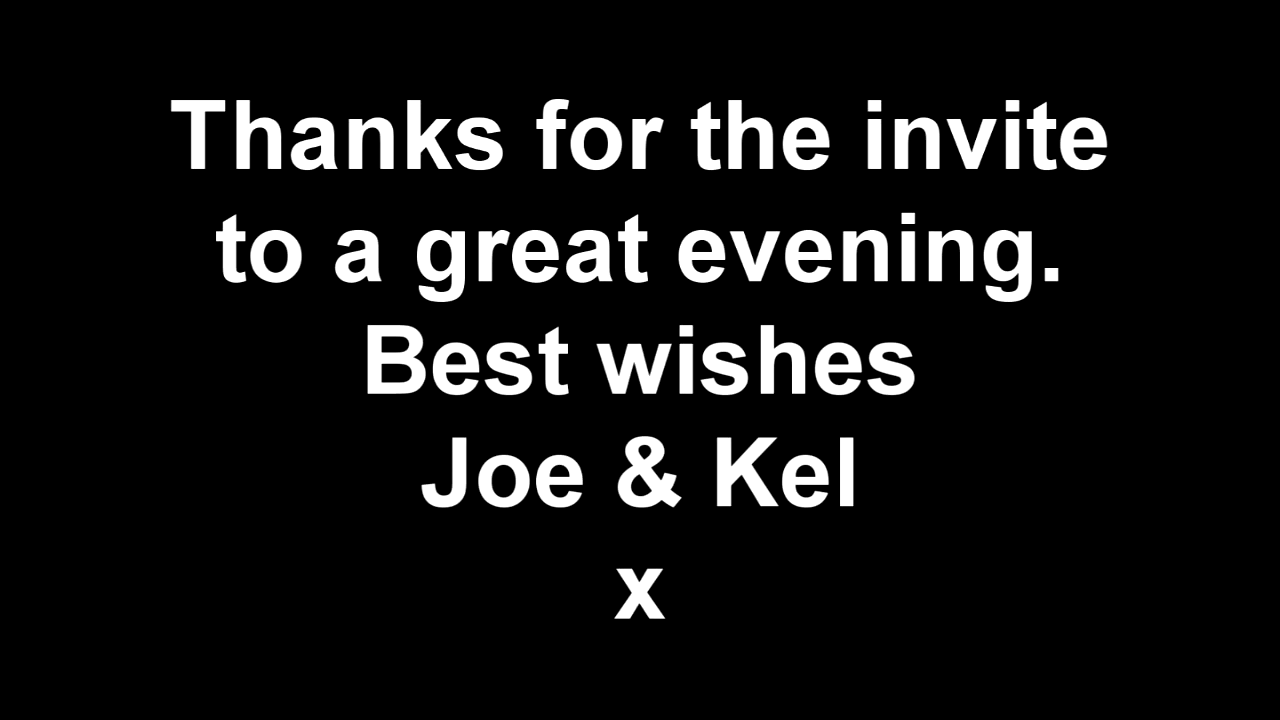 Thanks for the invite
to a great evening.
Best wishes
Joe & Kel
x